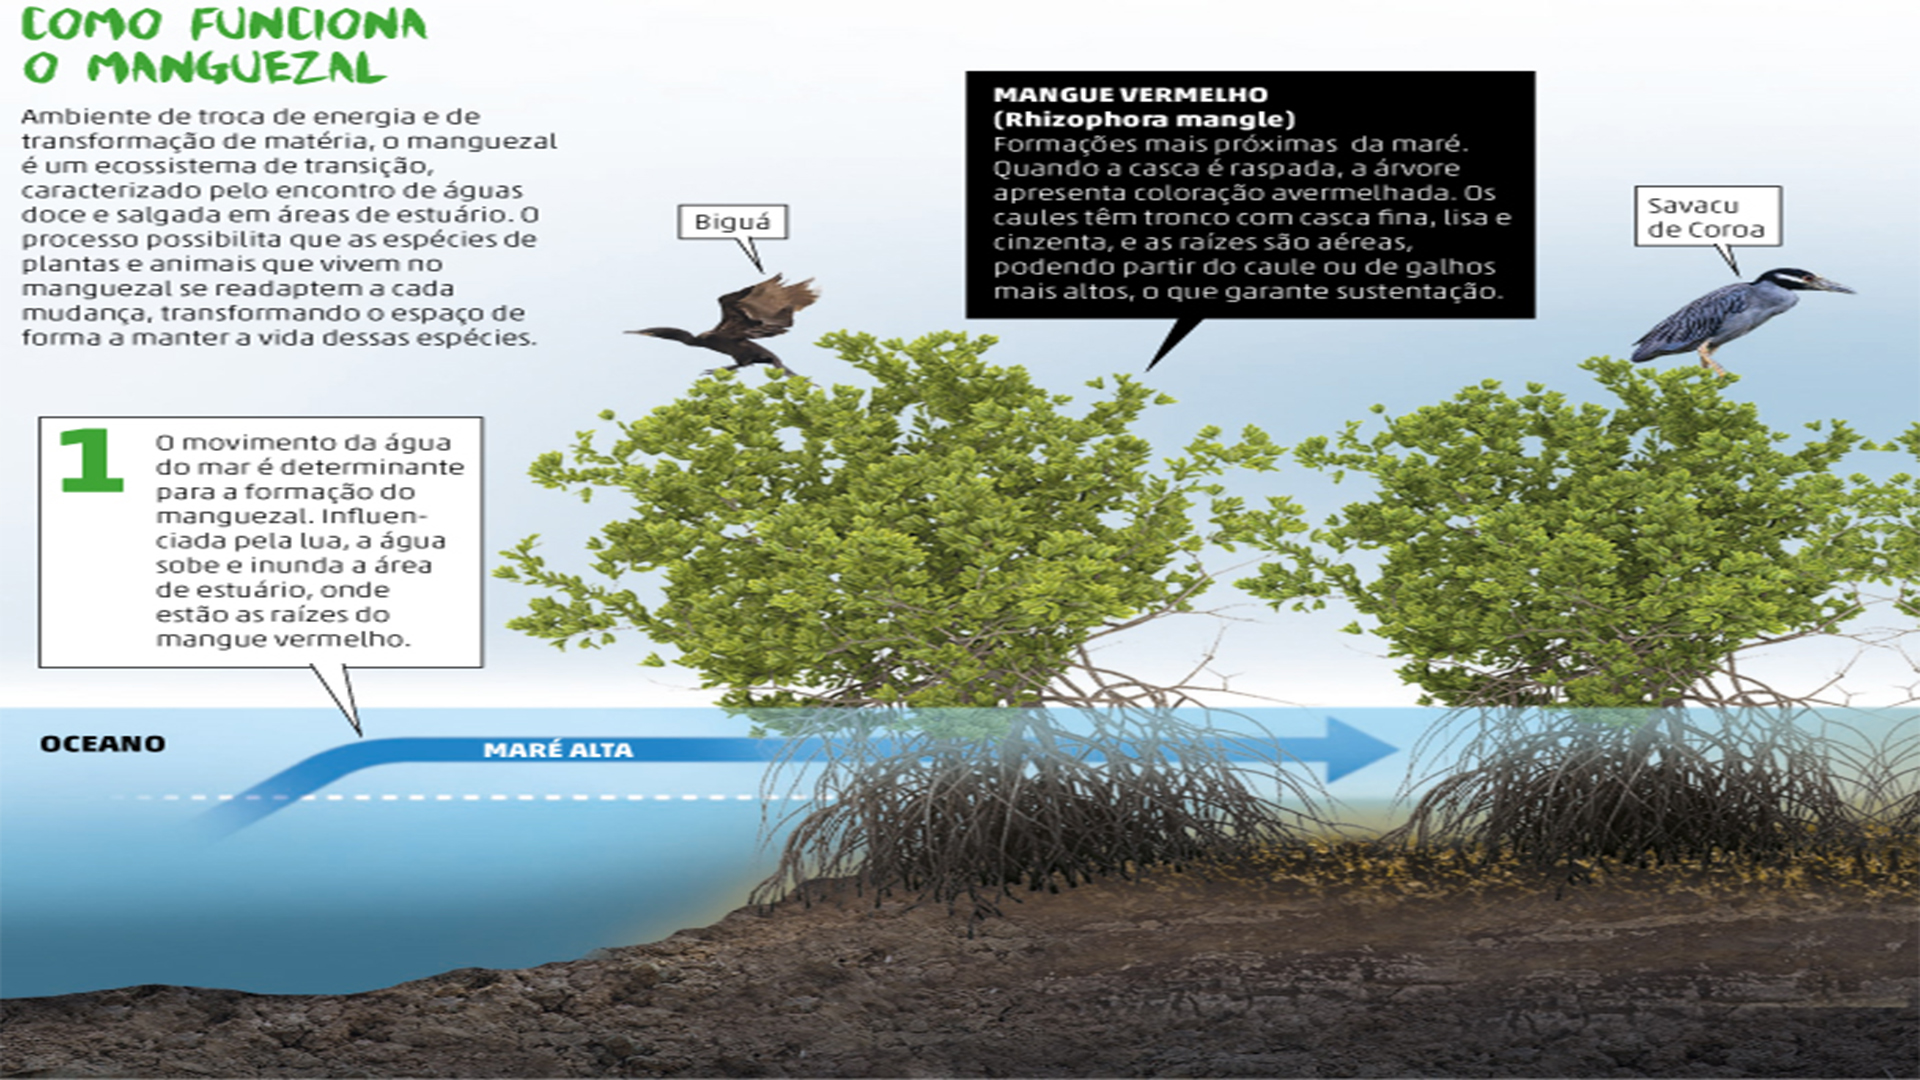 COMO FUNCIONA
O MANGUEZAL
Ambiente de troca de energia e de
transformação de matéria, o manguezal
é um ecossistema de transição,
caracterizado pelo encontro de águas
doce e salgada em áreas de estuário. O
processo possibilita que as espécies de
plantas e animais que vivem no
manguezal se readaptem a cada
mudança, transformando o espaço de
forma a manter a vida dessas espécies.
MANGUE VERMELHO
(Rhizophora mangle)
Formações mais próximas da maré.
Quando a casca é raspada, a árvore
apresenta coloração avermelhada. Os
caules têm tronco com casca fina, lisa e
cinzenta, e as raízes são aéreas,
podendo partir do caule ou de galhos
mais altos, o que garante sustentação.
Biguá
Savacu
de Coroa
1
O movimento da água
do mar é determinante
para a formação do
manguezal. Influen-
ciada pela lua, a água
sobe e inunda a área
de estuário, onde
estão as raízes do
mangue vermelho.
OCEANO
MARÉ ALTA